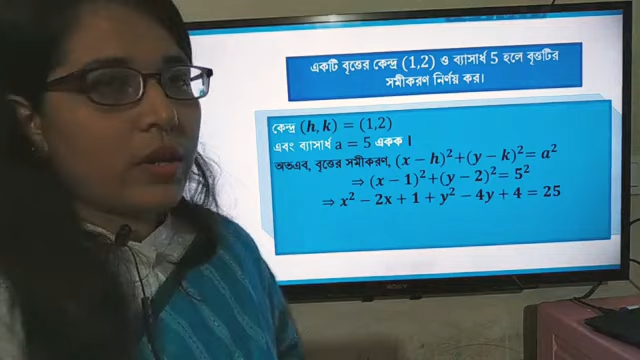 একটি বৃত্তের কেন্দ্র (1,2) ও ব্যাসার্ধ 5 হলে বৃত্তটির
সমীকরণ নির্ণয় কর।
কেন্দ্র (h, k) = (1,2)
এবং ব্যাসার্ধ a = 5 একক ।
অতএব, বৃত্তের সমীকরণ, (x − h)² +(y − k)² = a²
⇒ (x − 1)² +(y − 2)² = 5²
⇒ x² − 2x + 1 + y² − 4y + 4 = 25
SONY